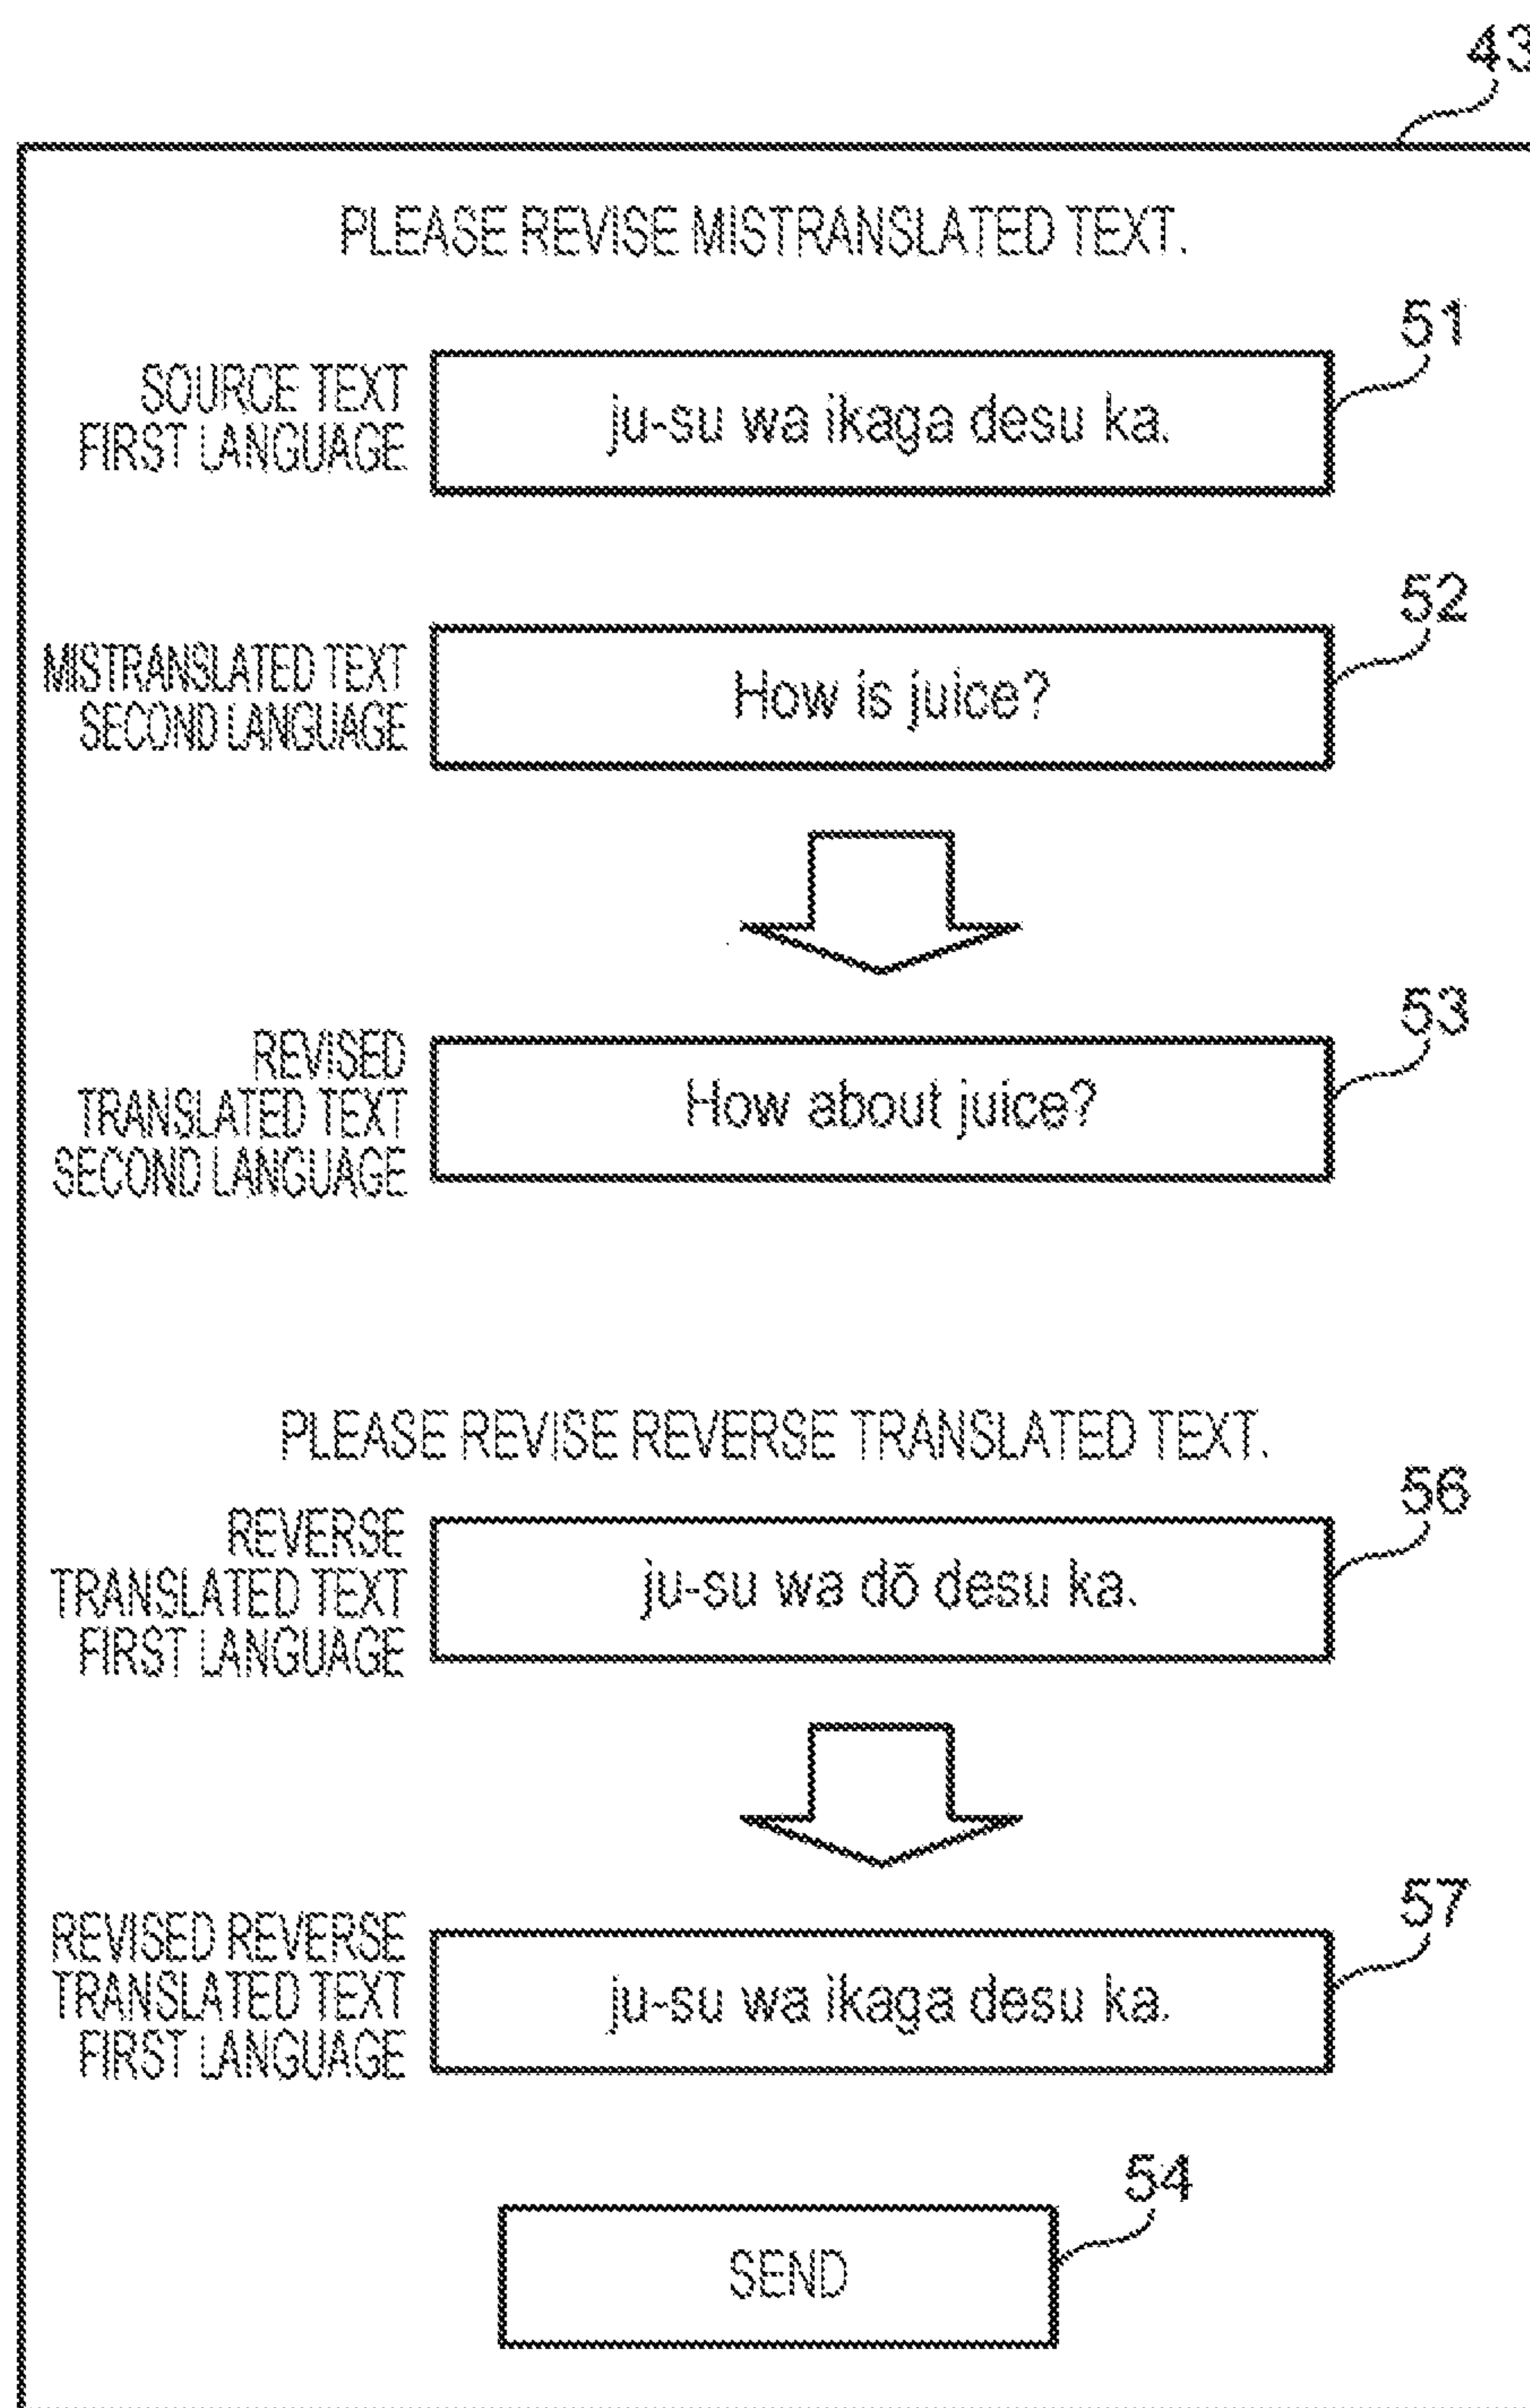 43
PLEASE REVISE MISTRANSLATED TEXT.
51
SOURCE TEXT
FIRST LANGUAGE
ju-su wa ikaga desu ka.
52
MISTRANSLATED TEXT
SECOND LANGUAGE
How is juice?
53
REVISED
TRANSLATED TEXT
SECOND LANGUAGE
How about juice?
PLEASE REVISE REVERSE TRANSLATED TEXT.
56
REVERSE
TRANSLATED TEXT
FIRST LANGUAGE
ju-su wa dō desu ka.
57
REVISED REVERSE
TRANSLATED TEXT
FIRST LANGUAGE
ju-su wa ikaga desu ka.
54
SEND